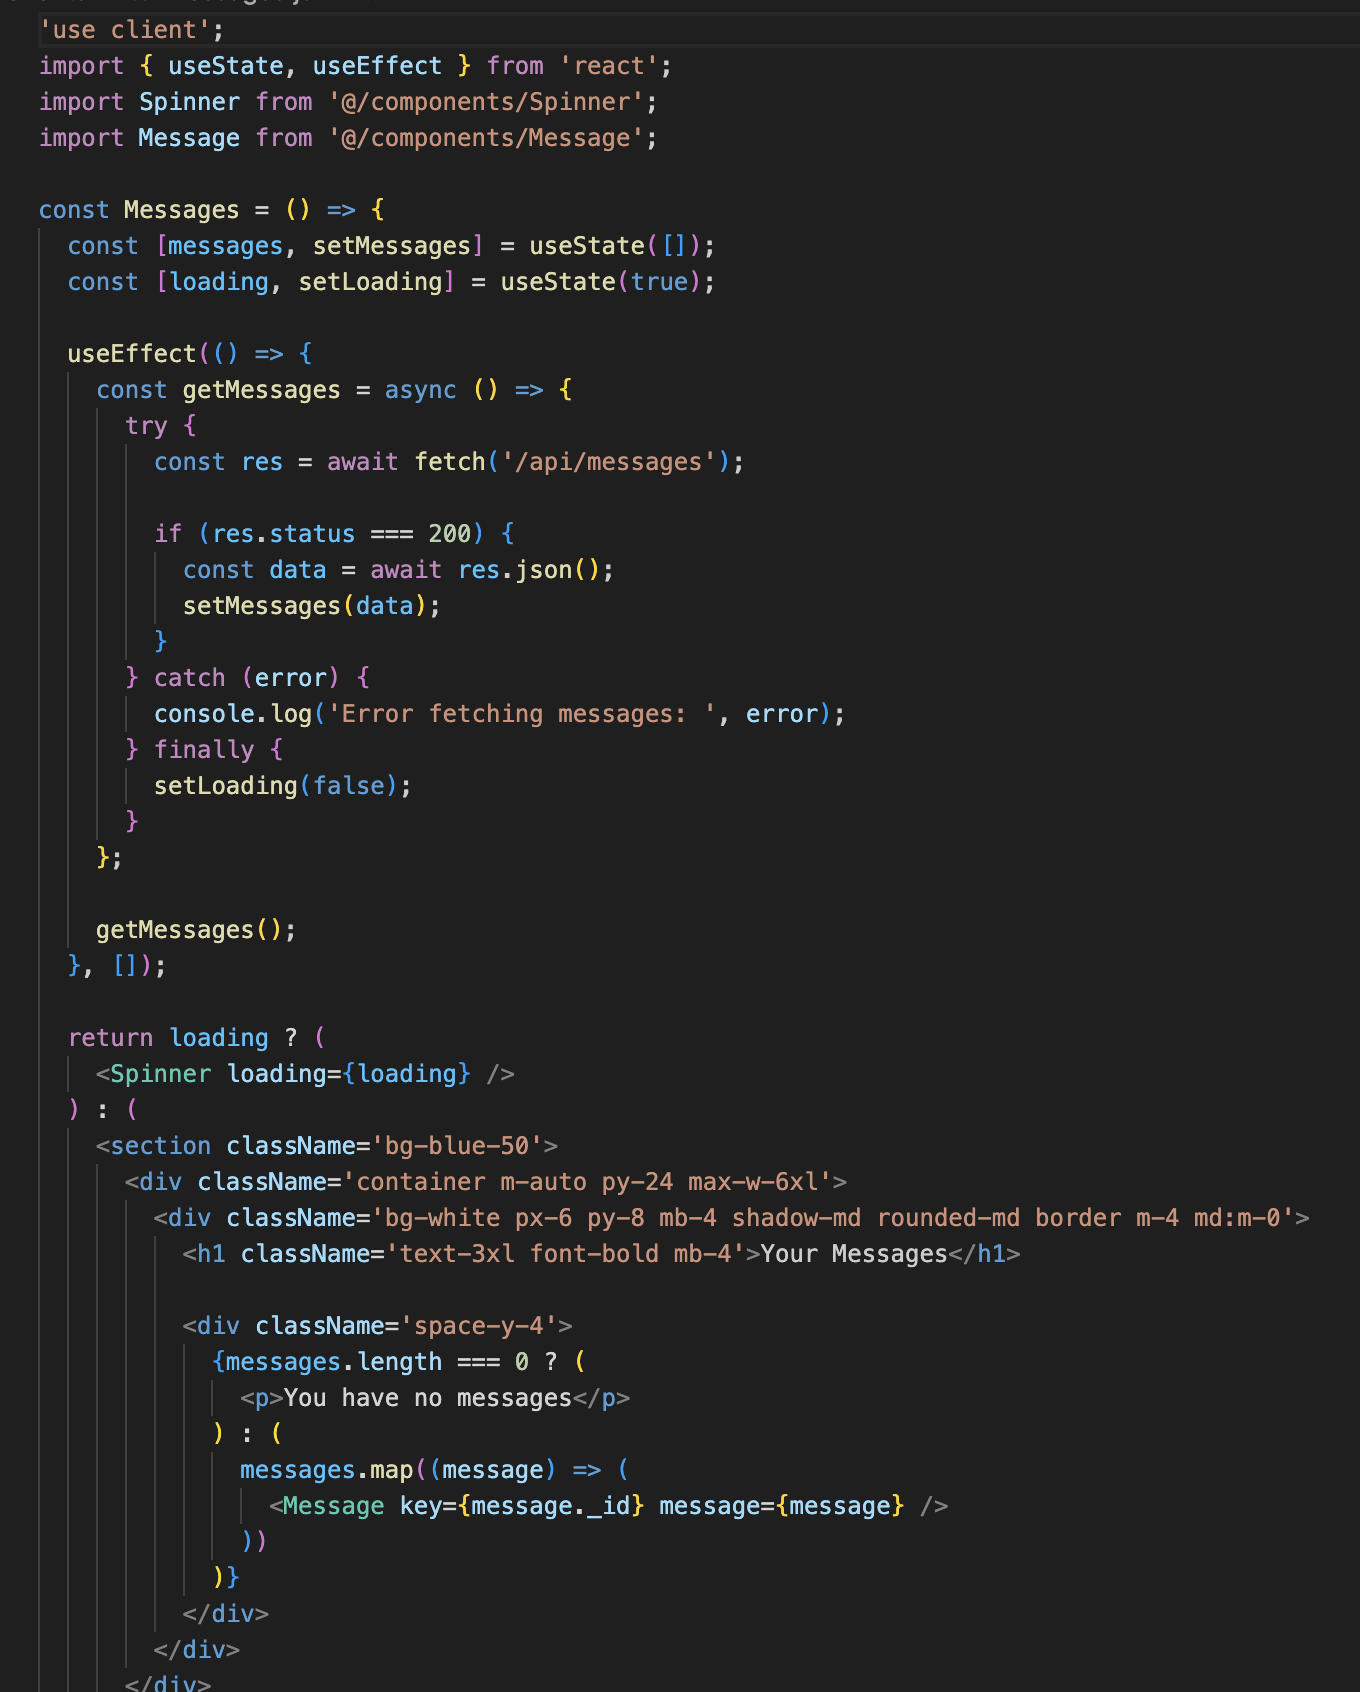 'use client';
import { useState, useEffect } from 'react';
import Spinner from '@/components/Spinner';
import Message from '@/components/Message';

const Messages = () => {
  const [messages, setMessages] = useState([]);
  const [loading, setLoading] = useState(true);

  useEffect(() => {
    const getMessages = async () => {
      try {
        const res = await fetch('/api/messages');

        if (res.status === 200) {
          const data = await res.json();
          setMessages(data);
        }
      } catch (error) {
        console.log('Error fetching messages: ', error);
      } finally {
        setLoading(false);
      }
    };

    getMessages();
  }, []);

  return loading ? (
    <Spinner loading={loading} />
  ) : (
    <section className='bg-blue-50'>
      <div className='container m-auto py-24 max-w-6xl'>
        <div className='bg-white px-6 py-8 mb-4 shadow-md rounded-md border m-4 md:m-0'>
          <h1 className='text-3xl font-bold mb-4'>Your Messages</h1>

          <div className='space-y-4'>
            {messages.length === 0 ? (
              <p>You have no messages</p>
            ) : (
              messages.map((message) => (
                <Message key={message._id} message={message} />
              ))
            )}
          </div>
        </div>
      </div>